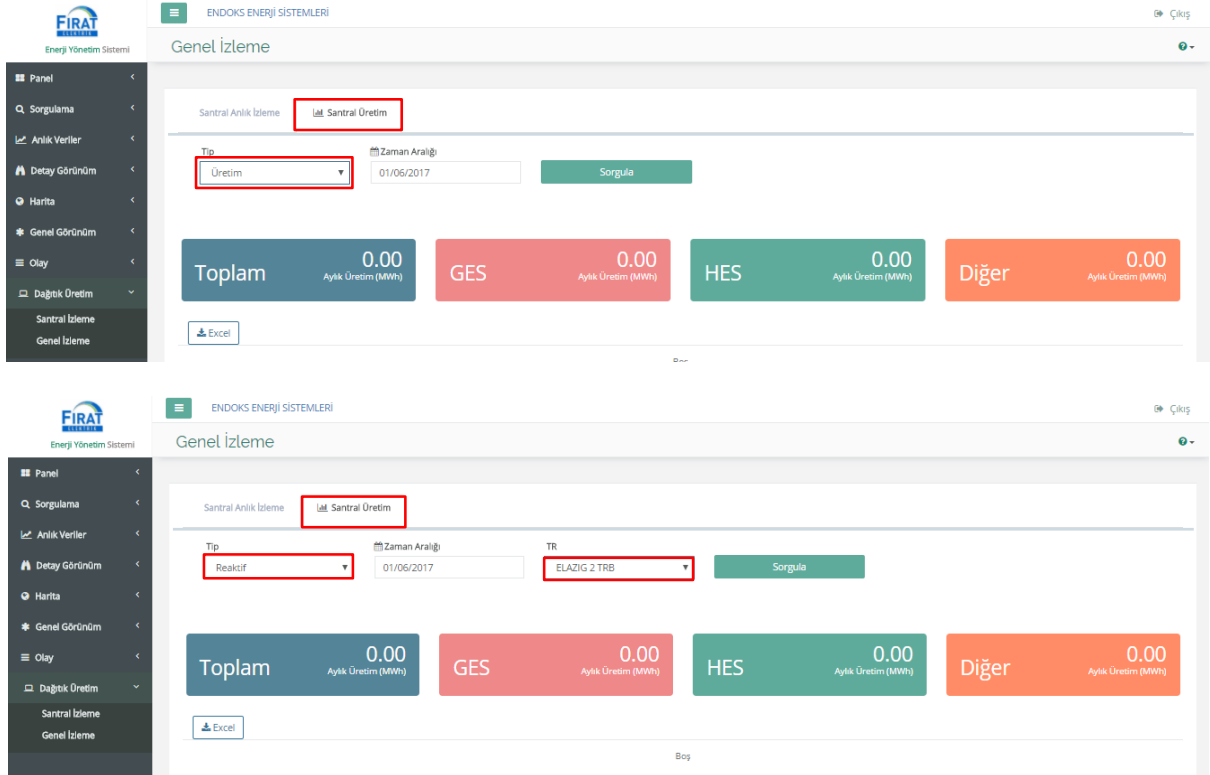 FIRAT
ELEKTRİK
Enerji Yönetim Sistemi
ENDOKS ENERJİ SİSTEMLERİ
Çıkış
Genel İzleme
Panel
Sorgulama
Anlık Veriler
Detay Görünüm
Harita
Genel Görünüm
Olay
Dağıtık Üretim
Santral İzleme
Genel İzleme
Santral Anlık İzleme Santral Üretim
Tip Zaman Aralığı
Üretim 01/06/2017 Sorgula
Toplam 0.00 Aylık Üretim (MWh)
GES 0.00 Aylık Üretim (MWh)
HES 0.00 Aylık Üretim (MWh)
Diğer 0.00 Aylık Üretim (MWh)
Excel
Boş
FIRAT
ELEKTRİK
Enerji Yönetim Sistemi
ENDOKS ENERJİ SİSTEMLERİ
Çıkış
Genel İzleme
Panel
Sorgulama
Anlık Veriler
Detay Görünüm
Harita
Genel Görünüm
Olay
Dağıtık Üretim
Santral İzleme
Genel İzleme
Santral Anlık İzleme Santral Üretim
Tip Zaman Aralığı TR
Reaktif 01/06/2017 ELAZIG 2 TRB Sorgula
Toplam 0.00 Aylık Üretim (MWh)
GES 0.00 Aylık Üretim (MWh)
HES 0.00 Aylık Üretim (MWh)
Diğer 0.00 Aylık Üretim (MWh)
Excel
Boş